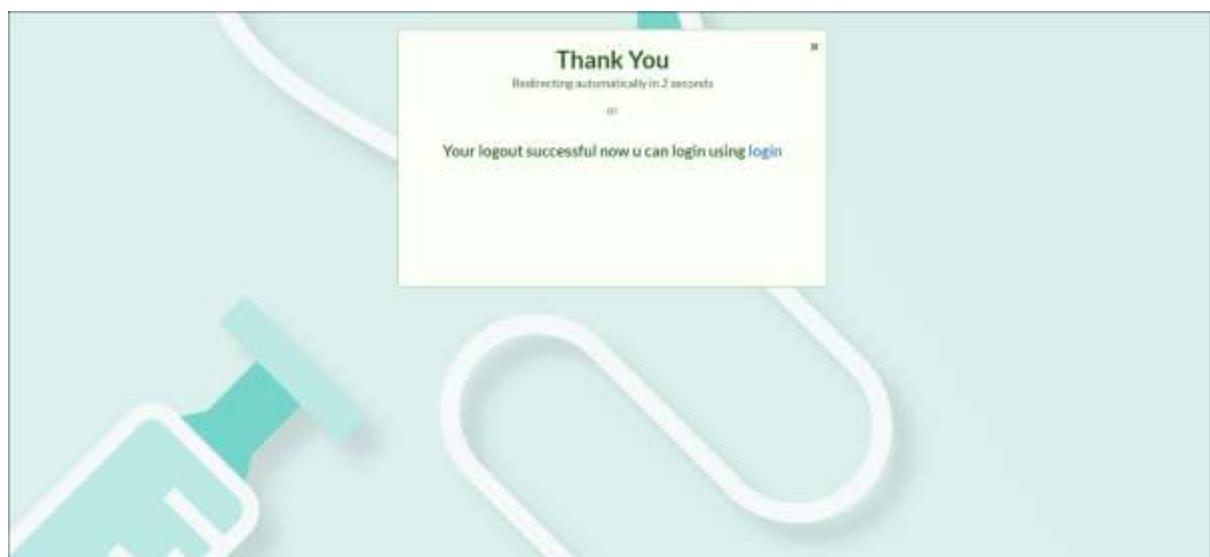 Thank You
Redirecting automatically in 2 seconds
or
Your logout successful now u can login using login